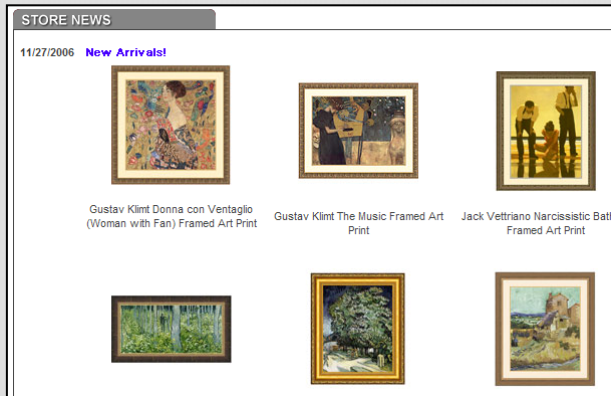 STORE NEWS
11/27/2006 New Arrivals!
Gustav Klimt Donna con Ventaglio
(Woman with Fan) Framed Art Print
Gustav Klimt The Music Framed Art
Print
Jack Vettriano Narcissistic Bath
Framed Art Print